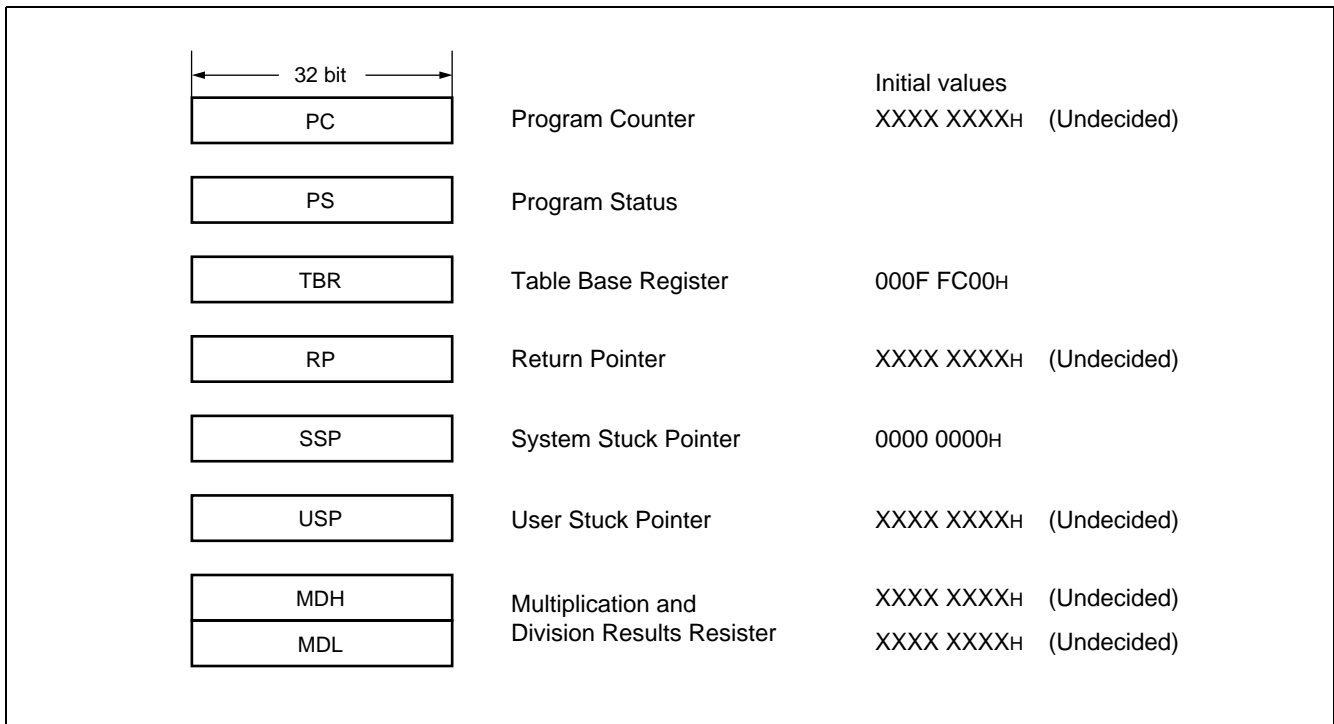 32 bit
Initial values
PC Program Counter XXXX XXXXH (Undecided)
PS Program Status
TBR Table Base Register 000F FC00H
RP Return Pointer XXXX XXXXH (Undecided)
SSP System Stuck Pointer 0000 0000H
USP User Stuck Pointer XXXX XXXXH (Undecided)
MDH Multiplication and XXXX XXXXH (Undecided)
MDL Division Results Resister XXXX XXXXH (Undecided)